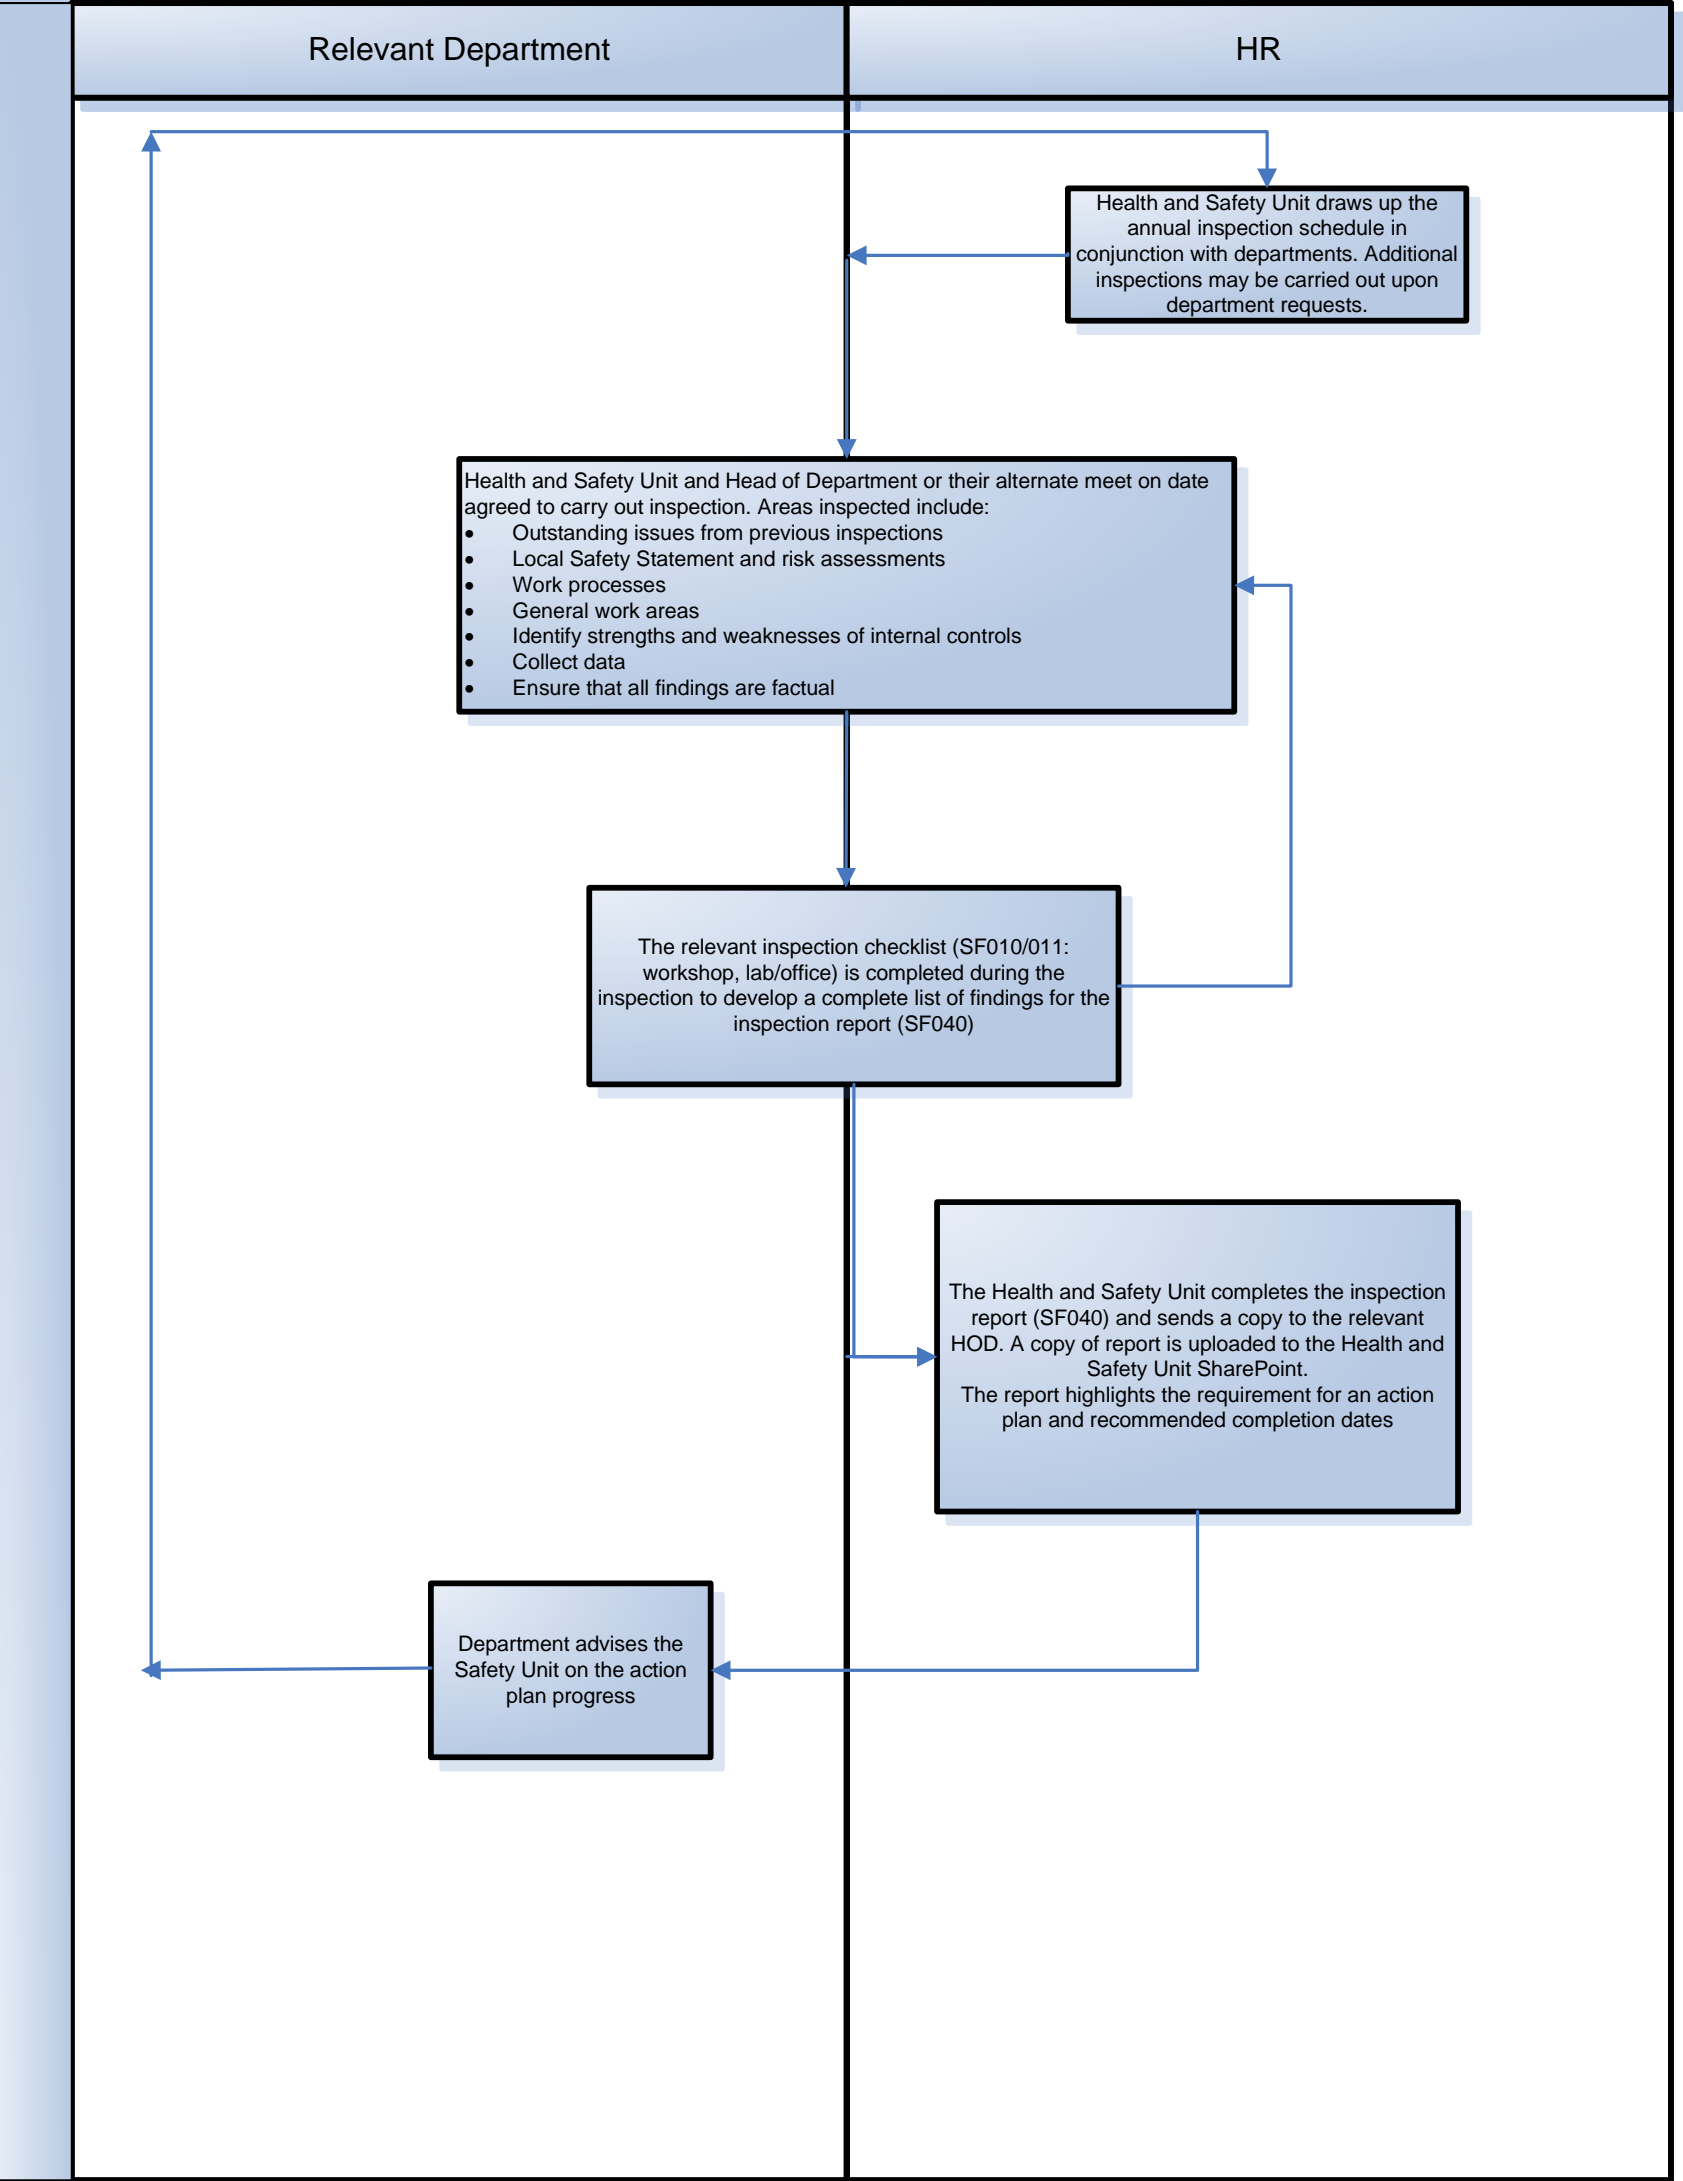 Relevant Department
HR
Health and Safety Unit draws up the
annual inspection schedule in
conjunction with departments. Additional
inspections may be carried out upon
department requests.
Health and Safety Unit and Head of Department or their alternate meet on date
agreed to carry out inspection. Areas inspected include:
• Outstanding issues from previous inspections
• Local Safety Statement and risk assessments
• Work processes
• General work areas
• Identify strengths and weaknesses of internal controls
• Collect data
• Ensure that all findings are factual
The relevant inspection checklist (SF010/011:
workshop, lab/office) is completed during the
inspection to develop a complete list of findings for the
inspection report (SF040)
The Health and Safety Unit completes the inspection
report (SF040) and sends a copy to the relevant
HOD. A copy of report is uploaded to the Health and
Safety Unit SharePoint.
The report highlights the requirement for an action
plan and recommended completion dates
Department advises the
Safety Unit on the action
plan progress